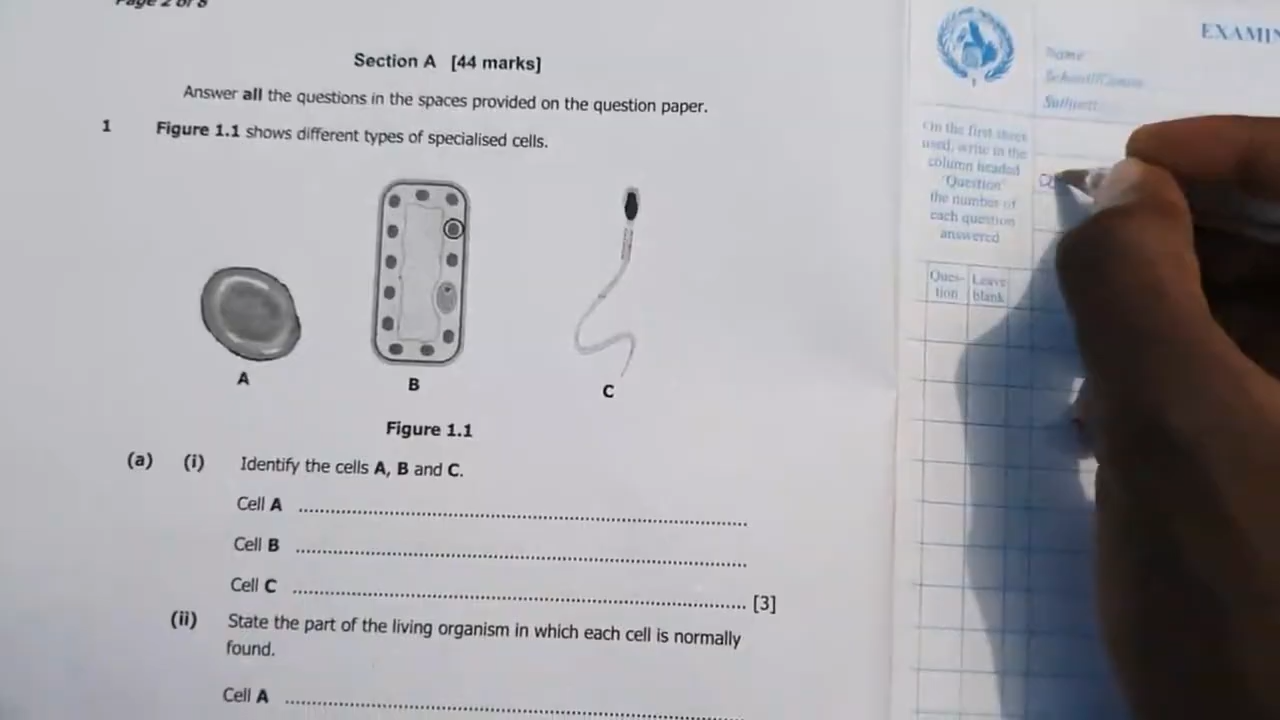 Page 2 of 8
Section A [44 marks]
Answer all the questions in the spaces provided on the question paper.
1 Figure 1.1 shows different types of specialised cells.
A
B
C
Figure 1.1
(a) (i) Identify the cells A, B and C.
Cell A ..........
Cell B ..........
Cell C .......... [3]
(ii) State the part of the living organism in which each cell is normally
found.
Cell A ..........
EXAMIN
Name
School/Centre
Subject
On the first sheet
used, write in the
column headed
'Question'
the number of
each question
answered
Ques-
tion
Leave
blank